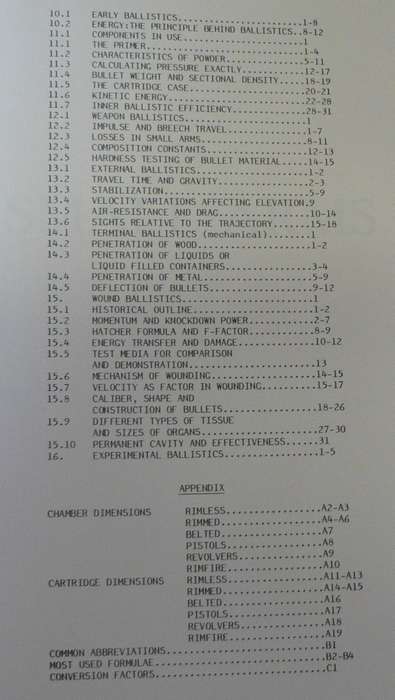 10.1 EARLY BALLISTICS...................1-8
10.2 ENERGY:THE PRINCIPLE BEHIND BALLISTICS..8-12
11.1 COMPONENTS IN USE..................1
11.1 THE PRIMER.......................1-4
11.2 CHARACTERISTICS OF POWDER........5-11
11.3 CALCULATING PRESSURE EXACTLY.....12-17
11.4 BULLET WEIGHT AND SECTIONAL DENSITY.....18-19
11.5 THE CARTRIDGE CASE...............20-21
11.6 KINETIC ENERGY...................22-28
11.7 INNER BALLISTIC EFFICIENCY.......28-31
12.1 WEAPON BALLISTICS................1
12.2 IMPULSE AND BREECH TRAVEL........1-7
12.3 LOSSES IN SMALL ARMS.............8-11
12.4 COMPOSITION CONSTANTS............12-13
12.5 HARDNESS TESTING OF BULLET MATERIAL.....14-15
13.1 EXTERNAL BALLISTICS..............1-2
13.2 TRAVEL TIME AND GRAVITY..........2-3
13.3 STABILIZATION....................5-9
13.4 VELOCITY VARIATIONS AFFECTING ELEVATION.9
13.5 AIR-RESISTANCE AND DRAG..........10-14
13.6 SIGHTS RELATIVE TO THE TRAJECTORY.......15-18
14.1 TERMINAL BALLISTICS (mechanical)........1
14.2 PENETRATION OF WOOD..............1-2
14.3 PENETRATION OF LIQUIDS OR
LIQUID FILLED CONTAINERS.........3-4
14.4 PENETRATION OF METAL.............5-9
14.5 DEFLECTION OF BULLETS............9-12
15. WOUND BALLISTICS.................1
15.1 HISTORICAL OUTLINE...............1-2
15.2 MOMENTUM AND KNOCKDOWN POWER.....2-7
15.3 HATCHER FORMULA AND F-FACTOR.....8-9
15.4 ENERGY TRANSFER AND DAMAGE.......10-12
15.5 TEST MEDIA FOR COMPARISON
AND DEMONSTRATION................13
15.6 MECHANISM OF WOUNDING............14-15
15.7 VELOCITY AS FACTOR IN WOUNDING...15-17
15.8 CALIBER, SHAPE AND
CONSTRUCTION OF BULLETS..........18-26
15.9 DIFFERENT TYPES OF TISSUE
AND SIZES OF ORGANS..............27-30
15.10 PERMANENT CAVITY AND EFFECTIVENESS......31
16. EXPERIMENTAL BALLISTICS..........1-5
APPENDIX
CHAMBER DIMENSIONS RIMLESS................A2-A3
RIMMED.................A4-A6
BELTED.................A7
PISTOLS................A8
REVOLVERS..............A9
RIMFIRE................A10
CARTRIDGE DIMENSIONS RIMLESS................A11-A13
RIMMED.................A14-A15
BELTED.................A16
PISTOLS................A17
REVOLVERS..............A18
RIMFIRE................A19
COMMON ABBREVIATIONS...................B1
MOST USED FORMULAE.....................B2-B4
CONVERSION FACTORS.....................C1